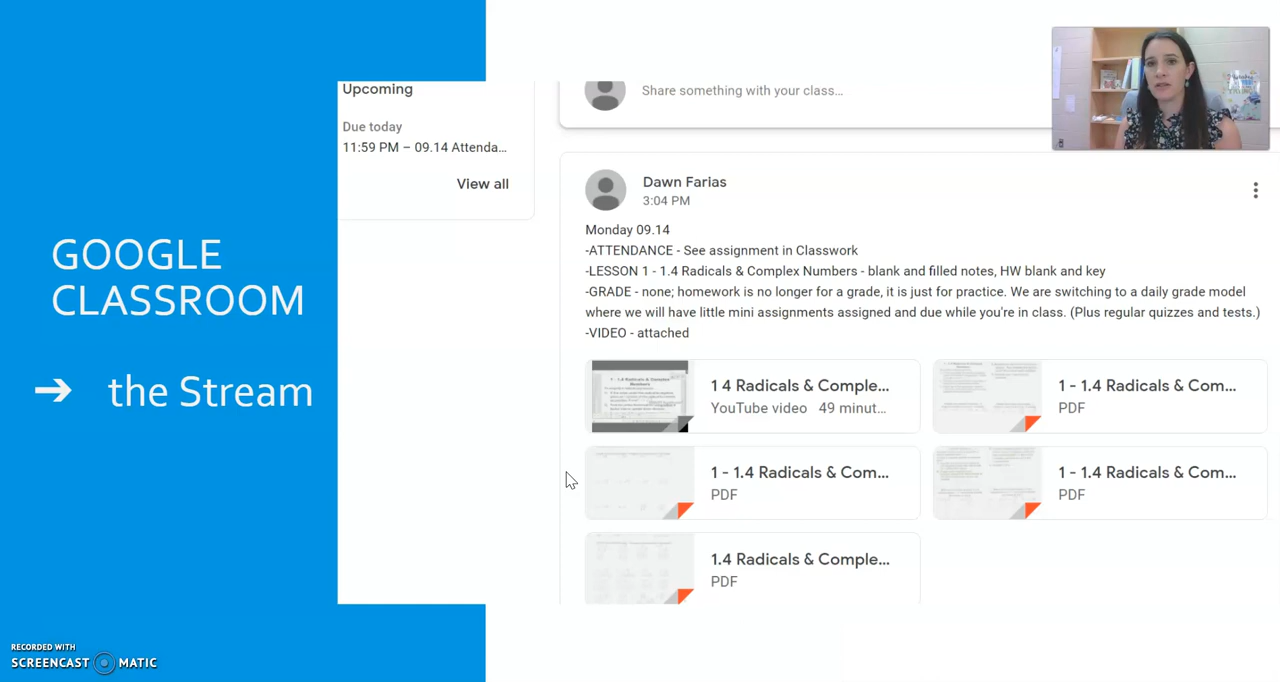 GOOGLE
CLASSROOM
➔ the Stream
Upcoming
Due today
11:59 PM – 09.14 Attenda...
View all
Share something with your class...
Dawn Farias
3:04 PM
Monday 09.14
-ATTENDANCE - See assignment in Classwork
-LESSON 1 - 1.4 Radicals & Complex Numbers - blank and filled notes, HW blank and key
-GRADE - none; homework is no longer for a grade, it is just for practice. We are switching to a daily grade model
where we will have little mini assignments assigned and due while you're in class. (Plus regular quizzes and tests.)
-VIDEO - attached
1 4 Radicals & Comple...
YouTube video 49 minut...
1 - 1.4 Radicals & Com...
PDF
1 - 1.4 Radicals & Com...
PDF
1 - 1.4 Radicals & Com...
PDF
1.4 Radicals & Comple...
PDF
RECORDED WITH
SCREENCAST MATIC